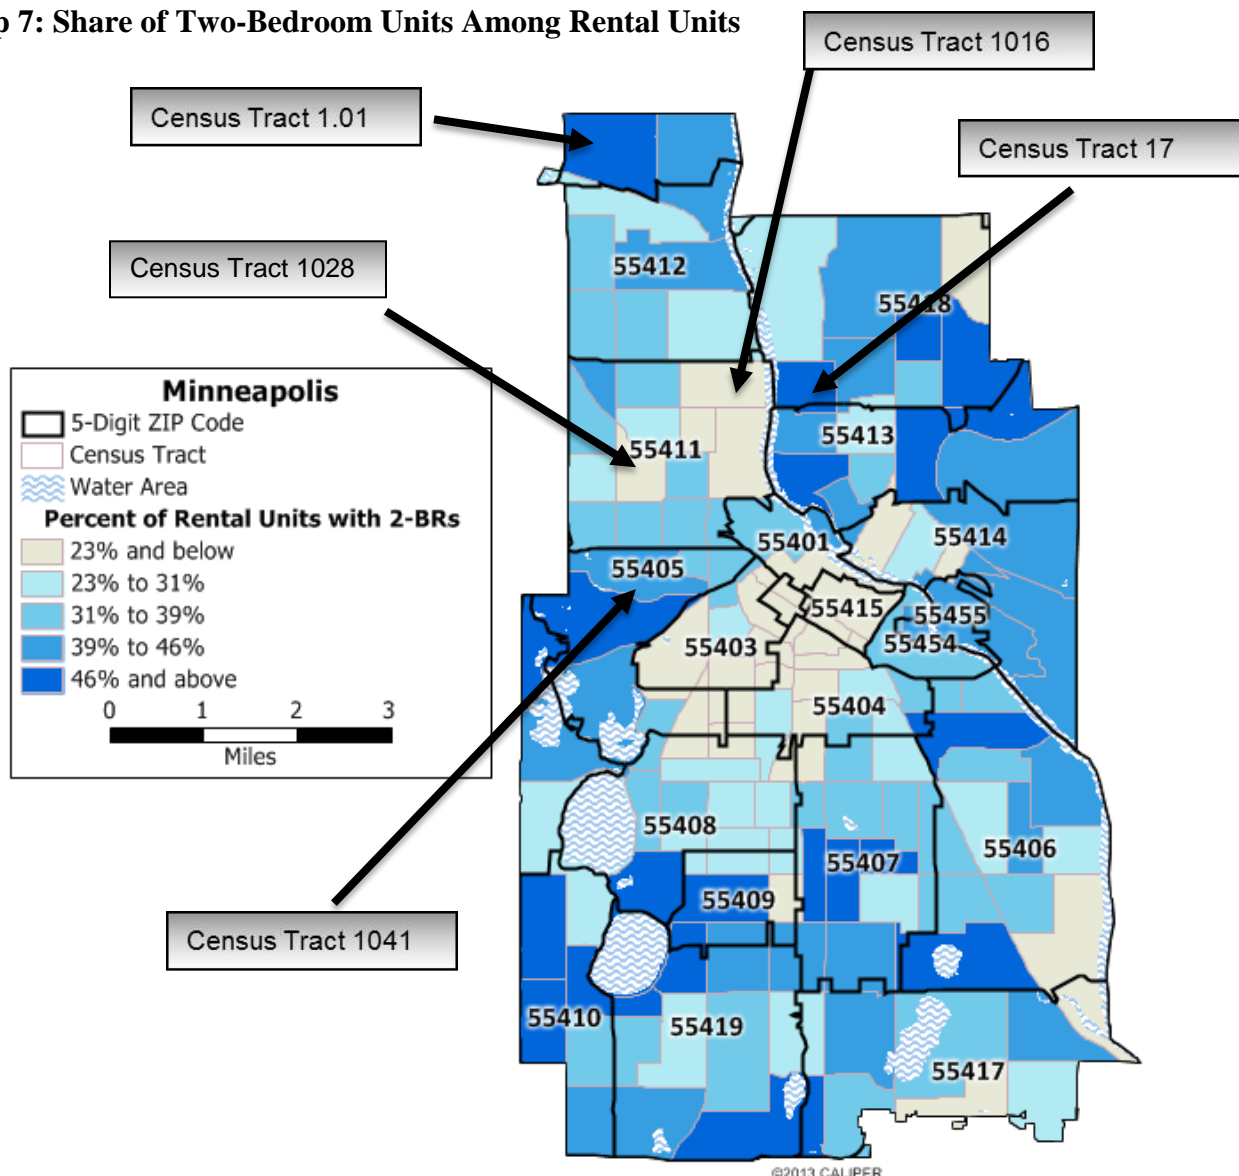 p 7: Share of Two-Bedroom Units Among Rental Units
Census Tract 1016
Census Tract 1.01
Census Tract 17
Census Tract 1028
55412
55418
Minneapolis
5-Digit ZIP Code
Census Tract
Water Area
Percent of Rental Units with 2-BRs
23% and below
23% to 31%
31% to 39%
39% to 46%
46% and above
0 1 2 3
Miles
55411
55413
55401
55414
55405
55415
55455
55454
55403
55404
55408
55406
55407
55409
Census Tract 1041
55410
55419
55417
©2013 CALIPER